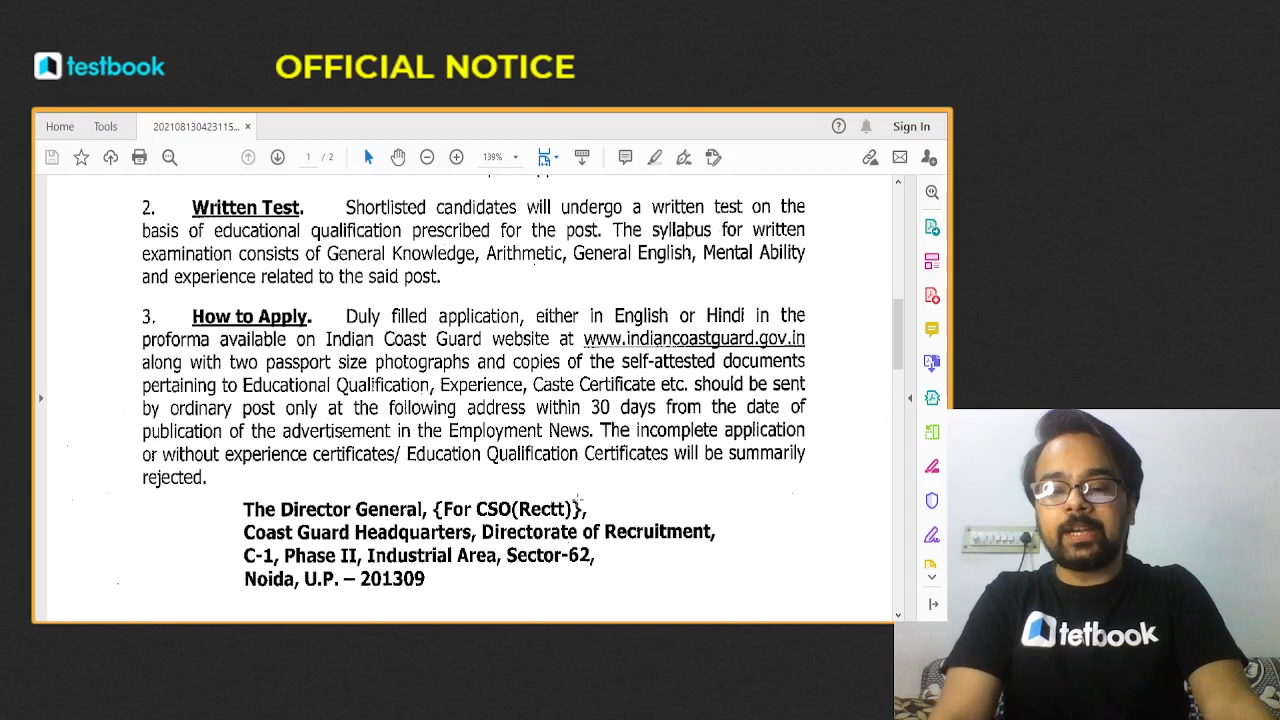 testbook
OFFICIAL NOTICE
Home Tools 202108130423115... × Sign In
1 / 2 139%
2. Written Test. Shortlisted candidates will undergo a written test on the
basis of educational qualification prescribed for the post. The syllabus for written
examination consists of General Knowledge, Arithmetic, General English, Mental Ability
and experience related to the said post.
3. How to Apply. Duly filled application, either in English or Hindi in the
proforma available on Indian Coast Guard website at www.indiancoastguard.gov.in
along with two passport size photographs and copies of the self-attested documents
pertaining to Educational Qualification, Experience, Caste Certificate etc. should be sent
by ordinary post only at the following address within 30 days from the date of
publication of the advertisement in the Employment News. The incomplete application
or without experience certificates/ Education Qualification Certificates will be summarily
rejected.
The Director General, {For CSO(Rectt)},
Coast Guard Headquarters, Directorate of Recruitment,
C-1, Phase II, Industrial Area, Sector-62,
Noida, U.P. – 201309
testbook